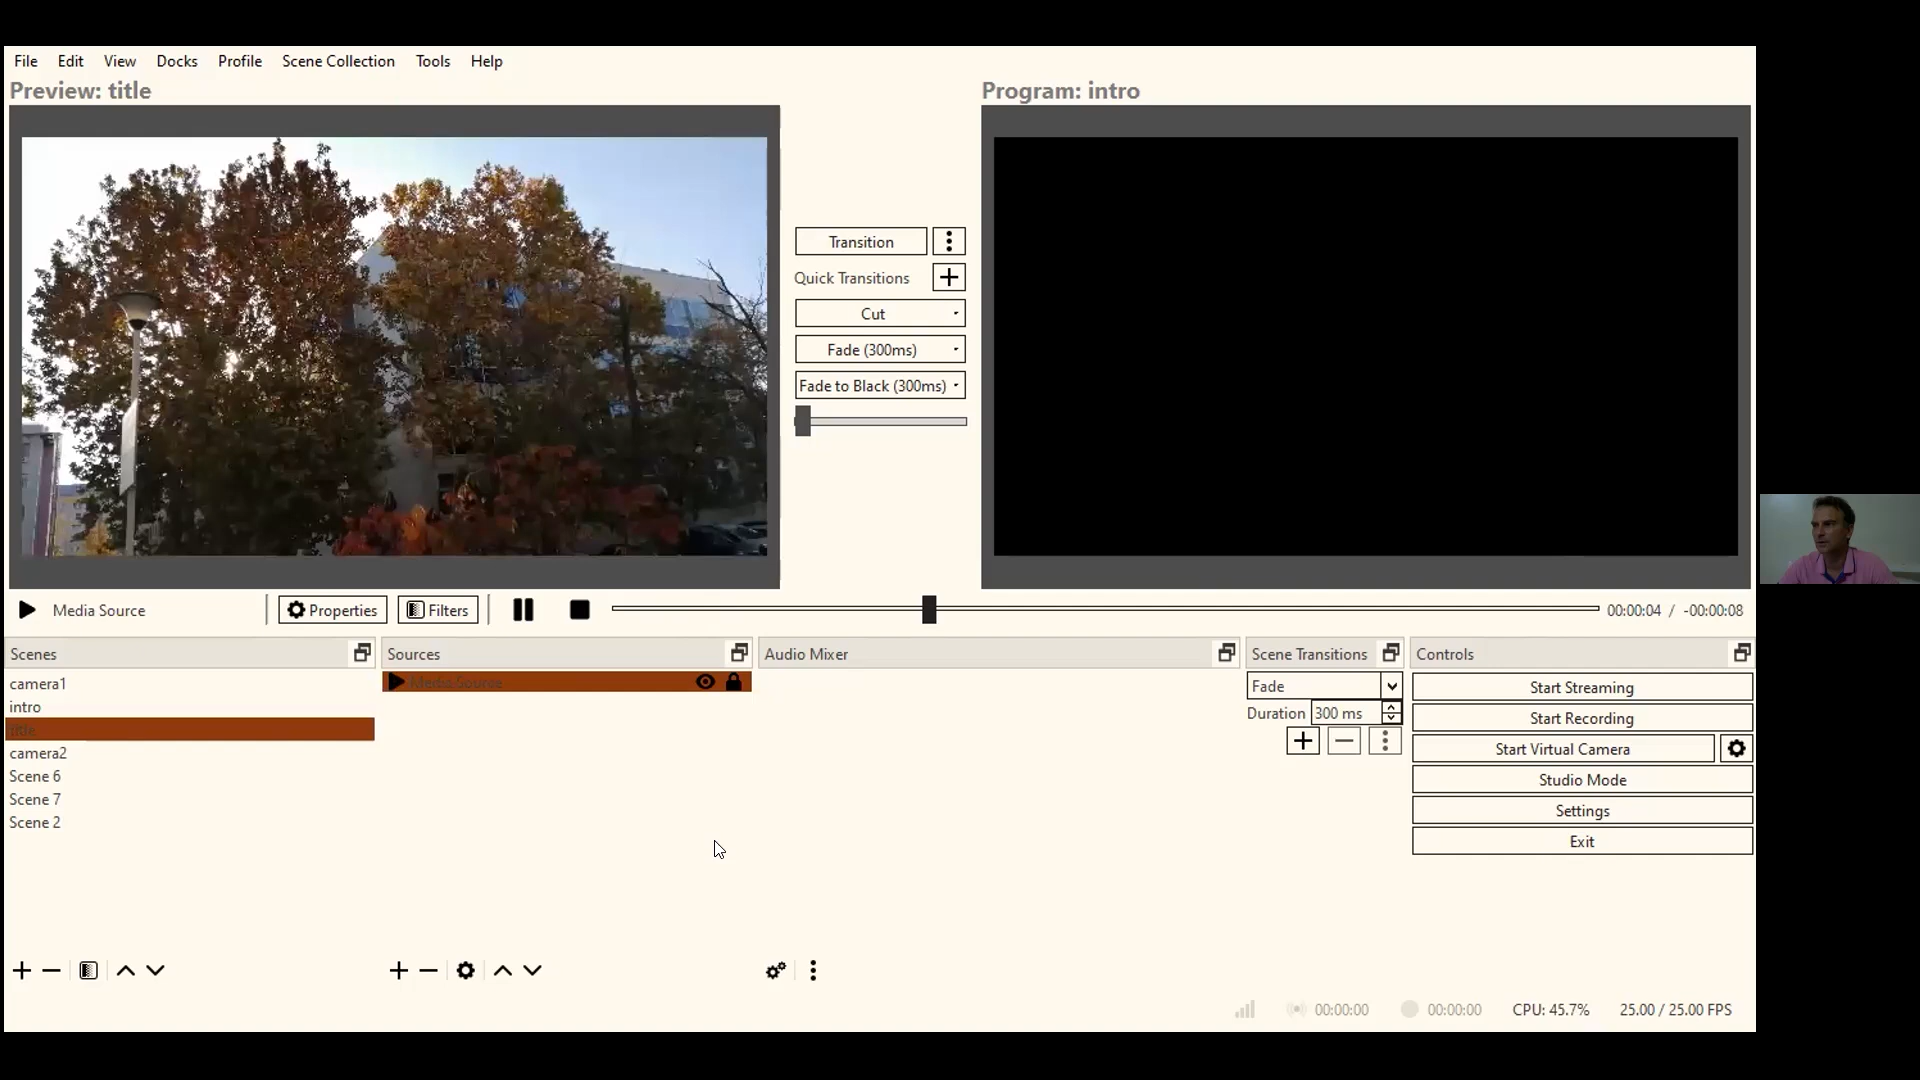 File Edit View Docks Profile Scene Collection Tools Help
Preview: title
Program: intro
Transition
Quick Transitions
Cut
Fade (300ms)
Fade to Black (300ms)
Media Source
Properties
Filters
00:00:04 / -00:00:08
Scenes
camera1
intro
title
camera2
Scene 6
Scene 7
Scene 2
Sources
Media Source
Audio Mixer
Scene Transitions
Fade
Duration 300 ms
Controls
Start Streaming
Start Recording
Start Virtual Camera
Studio Mode
Settings
Exit
00:00:00
00:00:00
CPU: 45.7%
25.00 / 25.00 FPS